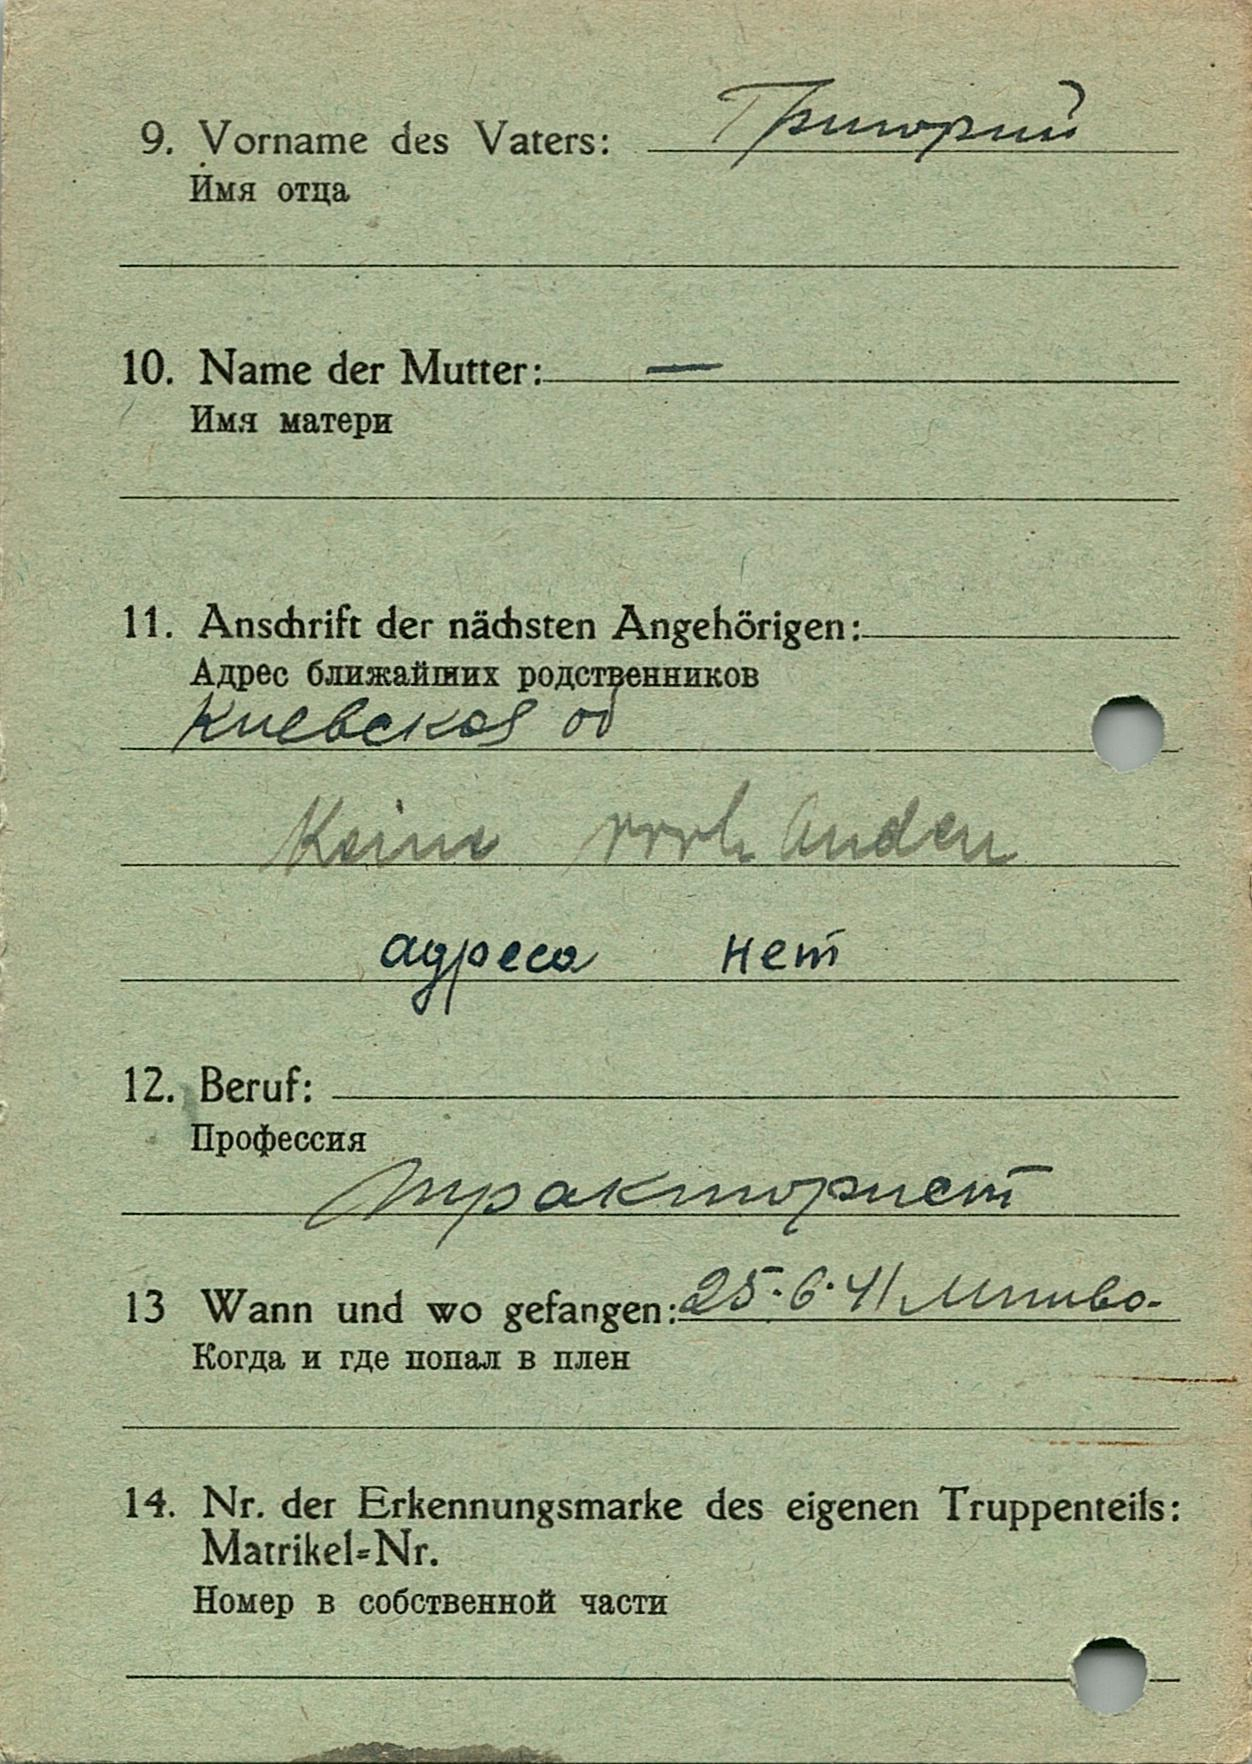 9. Vorname des Vaters: Григорий
Имя отца
10. Name der Mutter: —
Имя матери
11. Anschrift der nächsten Angehörigen:
Адрес ближайших родственников
Киевская об
Keine vorhanden
адреса нет
12. Beruf:
Профессия
тракторист
13 Wann und wo gefangen: 25.6.41
Когда и где попал в плен
14. Nr. der Erkennungsmarke des eigenen Truppenteils:
Matrikel=Nr.
Номер в собственной части